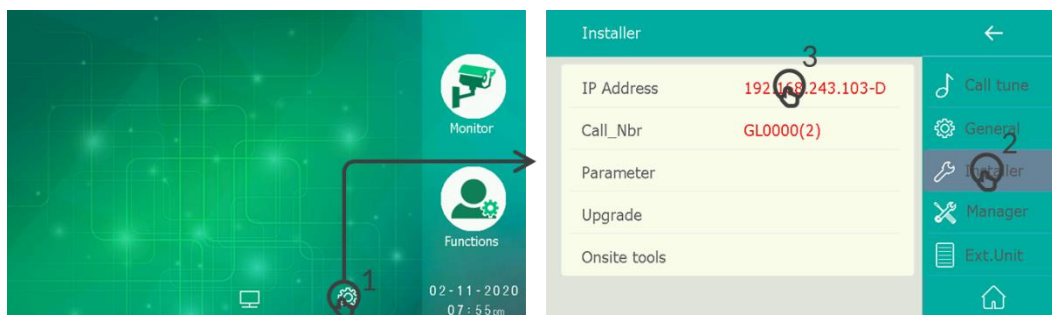 Monitor
Functions
1
02-11-2020
07:55pm
Installer
3
IP Address 192.168.243.103-D
Call_Nbr GL0000(2)
Parameter
Upgrade
Onsite tools
Call tune
General
2
Installer
Manager
Ext.Unit